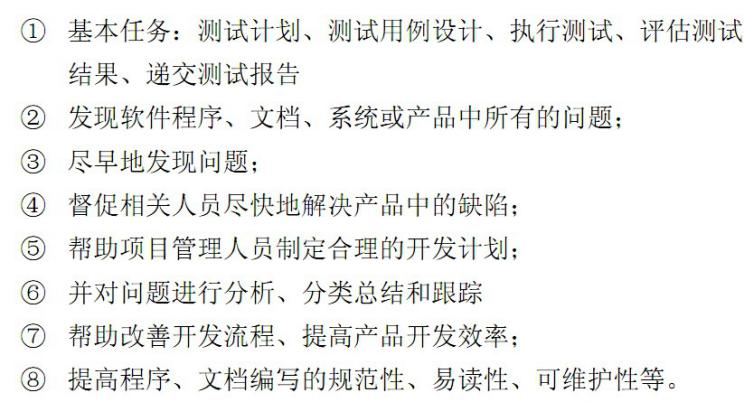 ① 基本任务：测试计划、测试用例设计、执行测试、评估测试
结果、递交测试报告
② 发现软件程序、文档、系统或产品中所有的问题；
③ 尽早地发现问题；
④ 督促相关人员尽快地解决产品中的缺陷；
⑤ 帮助项目管理人员制定合理的开发计划；
⑥ 并对问题进行分析、分类总结和跟踪
⑦ 帮助改善开发流程、提高产品开发效率；
⑧ 提高程序、文档编写的规范性、易读性、可维护性等。